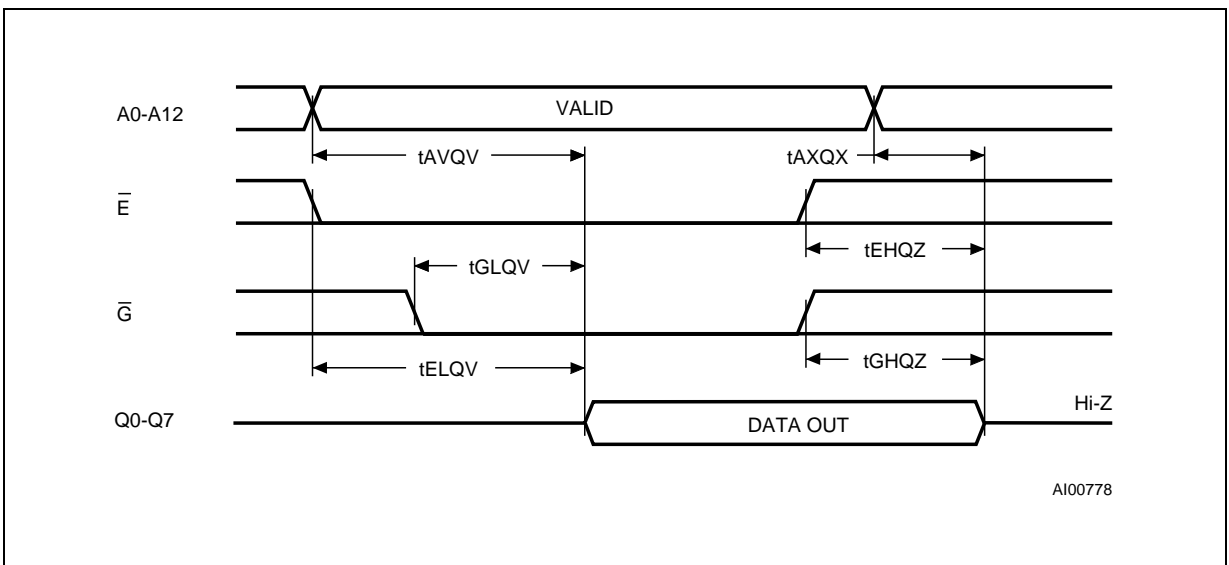 A0-A12
VALID
tAVQV
tAXQX
E̅
tEHQZ
tGLQV
G̅
tELQV
tGHQZ
Q0-Q7
DATA OUT
Hi-Z
AI00778